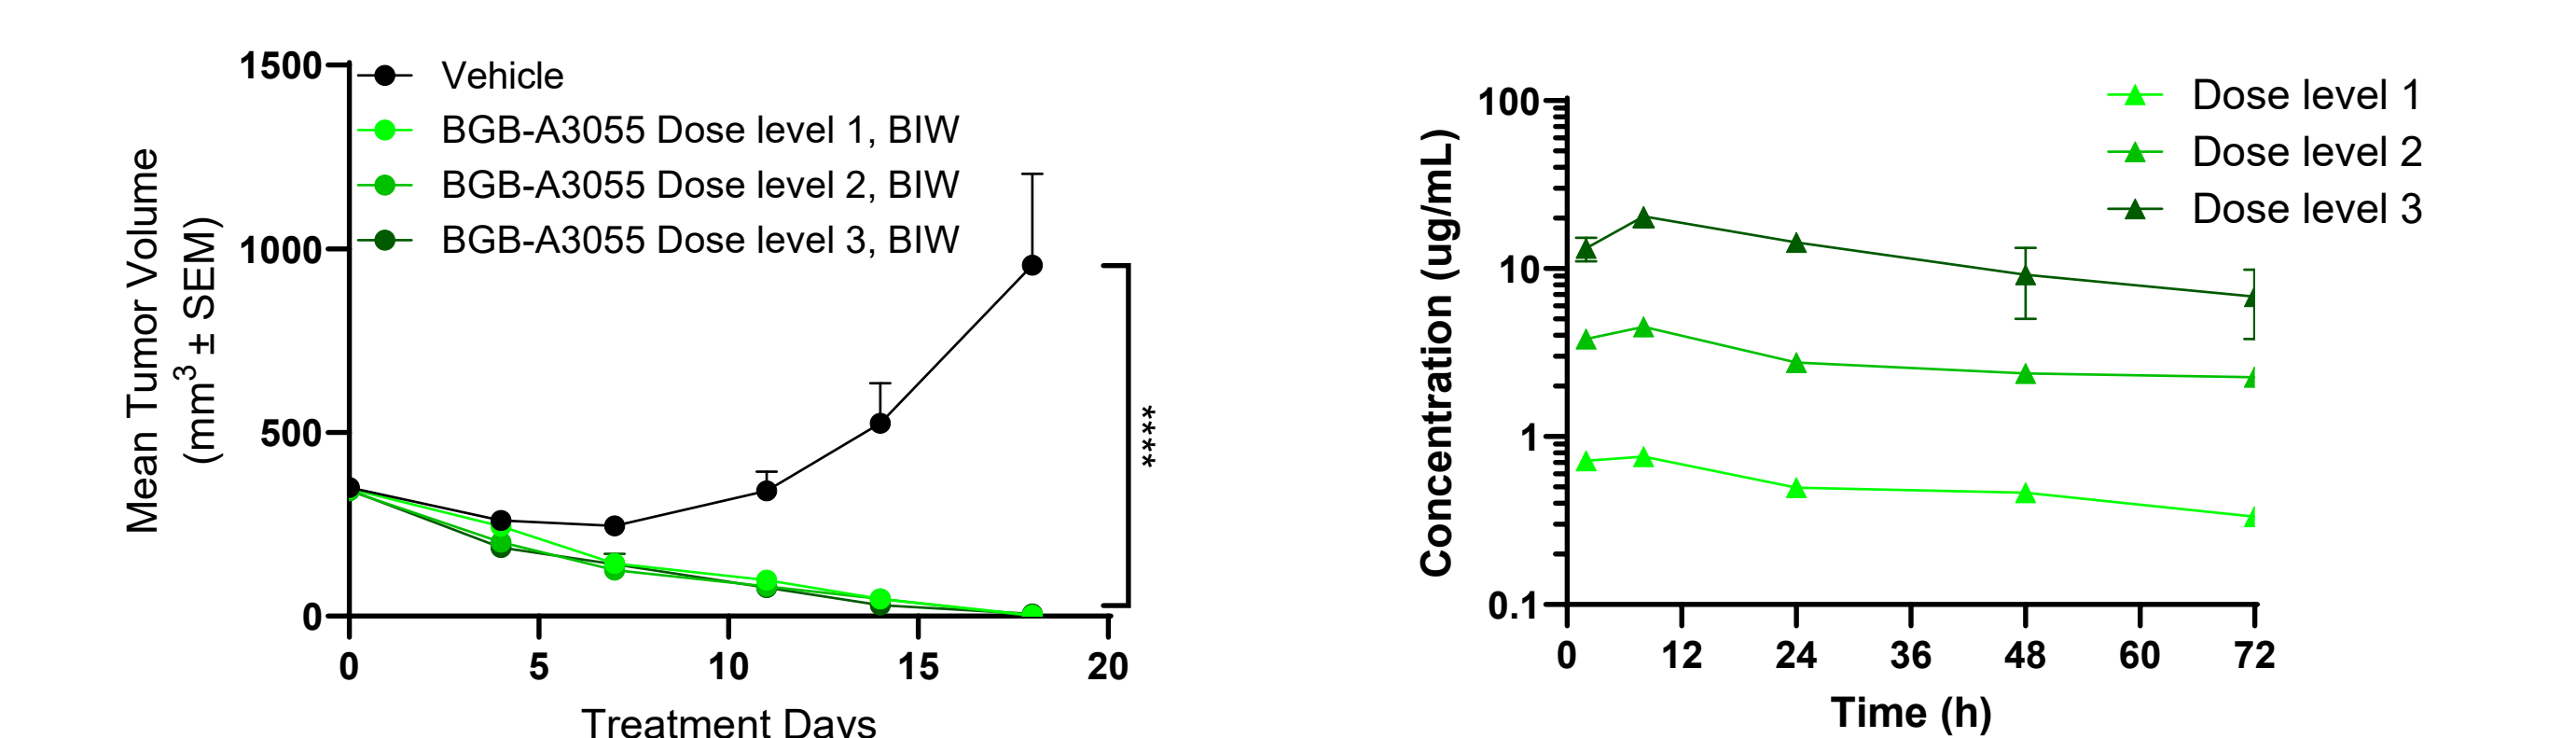 1500
1000
500
0
Mean Tumor Volume
(mm³ ± SEM)
Vehicle
BGB-A3055 Dose level 1, BIW
BGB-A3055 Dose level 2, BIW
BGB-A3055 Dose level 3, BIW
****
0 5 10 15 20
Treatment Days
100
10
1
0.1
Concentration (ug/mL)
Dose level 1
Dose level 2
Dose level 3
0 12 24 36 48 60 72
Time (h)